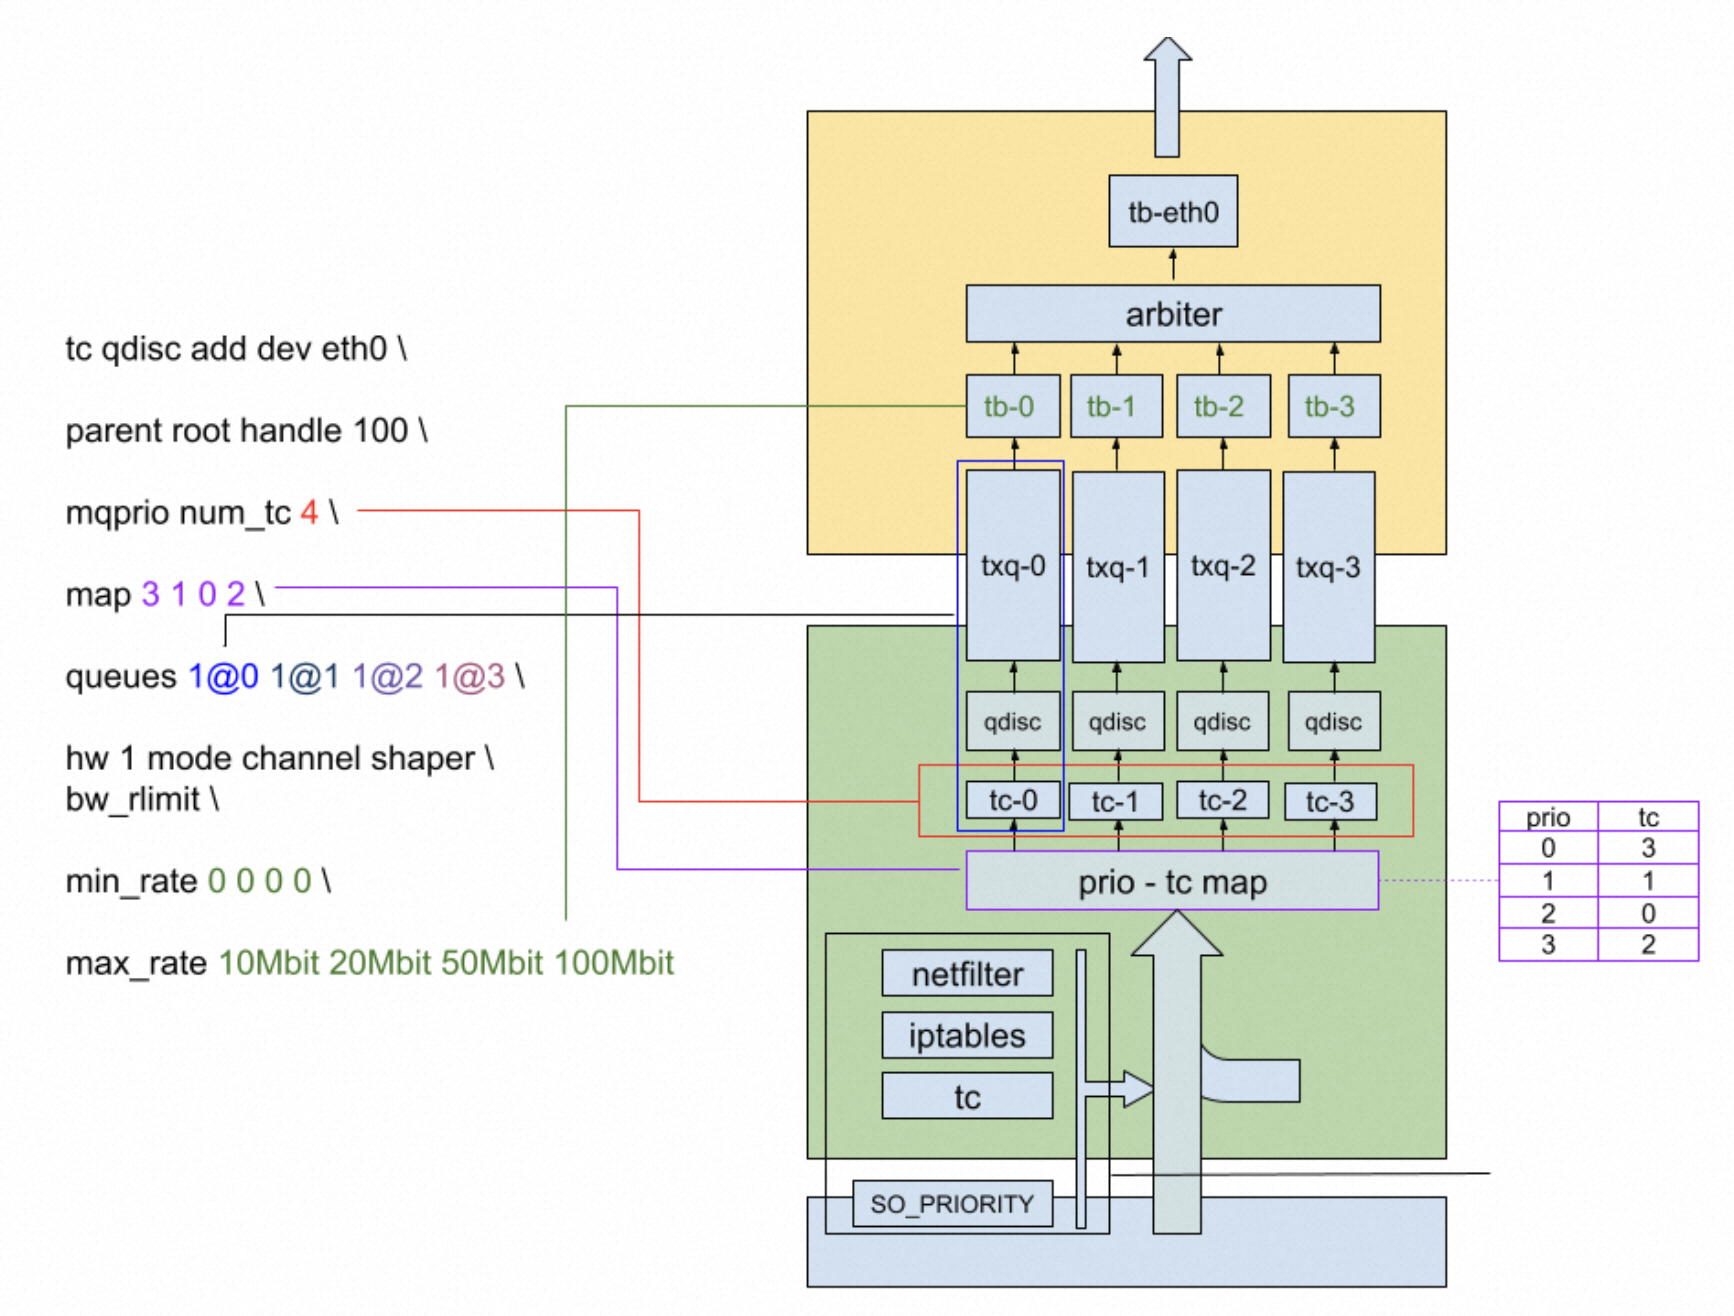 tc qdisc add dev eth0 \
parent root handle 100 \
mqprio num_tc 4 \
map 3 1 0 2 \
queues 1@0 1@1 1@2 1@3 \
hw 1 mode channel shaper \
bw_rlimit \
min_rate 0 0 0 0 \
max_rate 10Mbit 20Mbit 50Mbit 100Mbit
tb-eth0
arbiter
tb-0 tb-1 tb-2 tb-3
txq-0 txq-1 txq-2 txq-3
qdisc qdisc qdisc qdisc
tc-0 tc-1 tc-2 tc-3
prio - tc map
netfilter
iptables
tc
SO_PRIORITY
prio tc
0 3
1 1
2 0
3 2